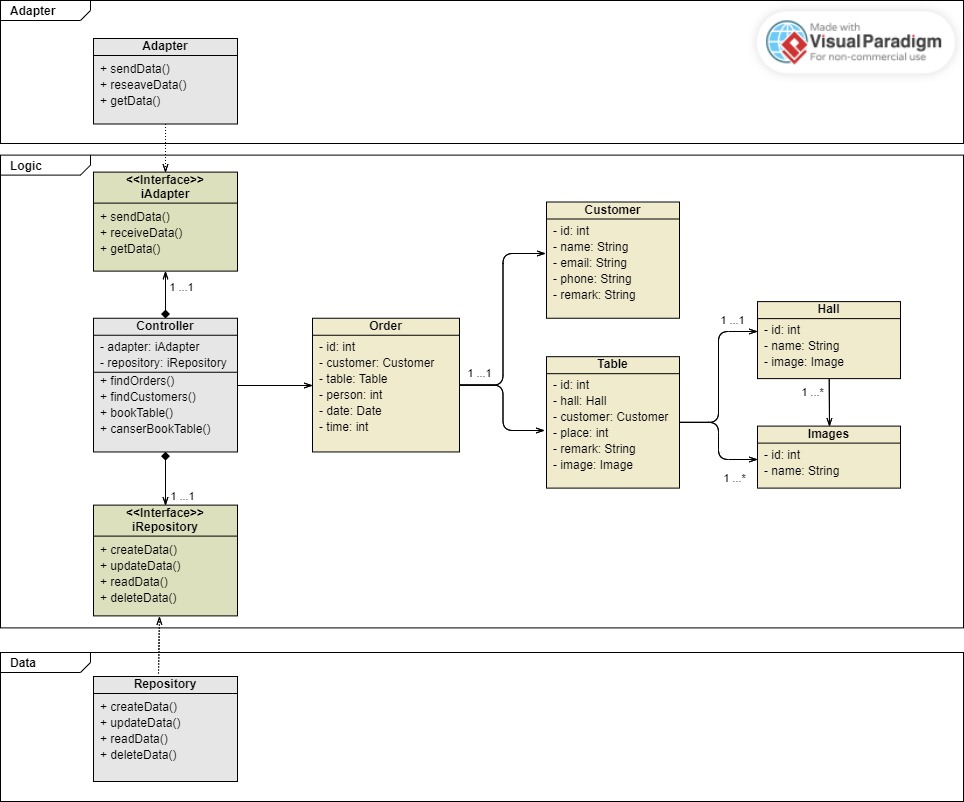 Adapter
Made with
VisualParadigm
For non-commercial use
Adapter
+ sendData()
+ reseaveData()
+ getData()
Logic
<<Interface>>
iAdapter
+ sendData()
+ receiveData()
+ getData()
1 ...1
Controller
- adapter: iAdapter
- repository: iRepository
+ findOrders()
+ findCustomers()
+ bookTable()
+ canserBookTable()
1 ...1
<<Interface>>
iRepository
+ createData()
+ updateData()
+ readData()
+ deleteData()
Order
- id: int
- customer: Customer
- table: Table
- person: int
- date: Date
- time: int
1 ...1
Customer
- id: int
- name: String
- email: String
- phone: String
- remark: String
Table
- id: int
- hall: Hall
- customer: Customer
- place: int
- remark: String
- image: Image
1 ...1
1 ...*
Hall
- id: int
- name: String
- image: Image
1 ...*
Images
- id: int
- name: String
Data
Repository
+ createData()
+ updateData()
+ readData()
+ deleteData()